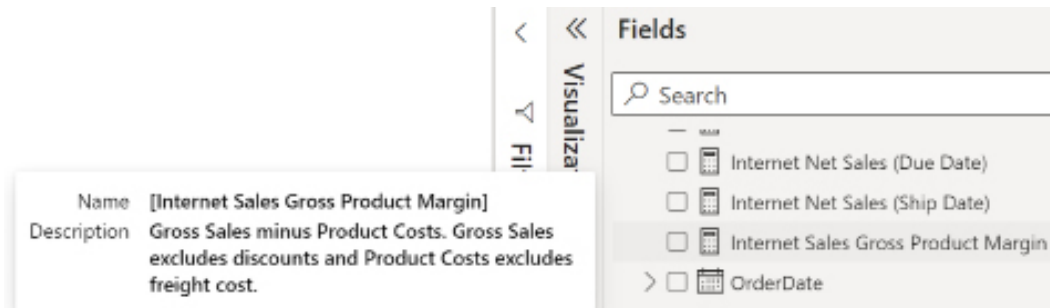 Fields
Visualizat
Filt
Search
Internet Net Sales (Due Date)
Internet Net Sales (Ship Date)
Internet Sales Gross Product Margin
OrderDate
Name [Internet Sales Gross Product Margin]
Description Gross Sales minus Product Costs. Gross Sales
excludes discounts and Product Costs excludes
freight cost.